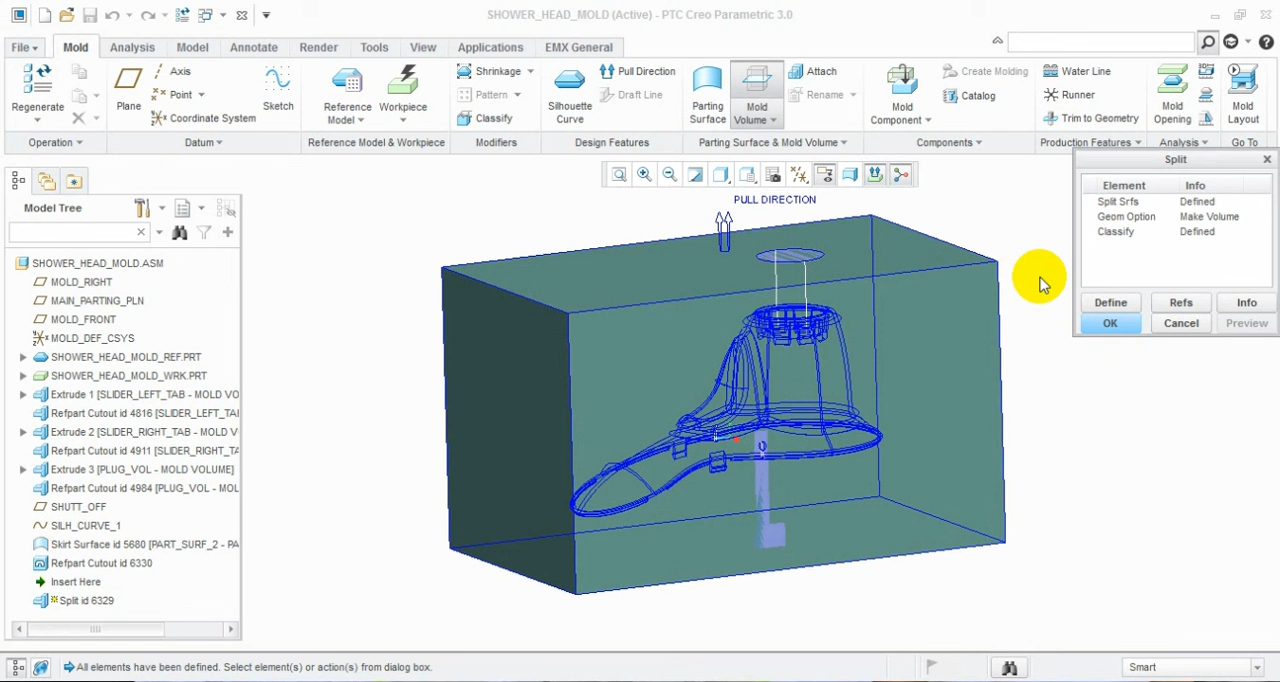 SHOWER_HEAD_MOLD (Active) - PTC Creo Parametric 3.0
File Mold Analysis Model Annotate Render Tools View Applications EMX General
Regenerate
Plane
Axis
Point
Coordinate System
Sketch
Reference Model
Workpiece
Shrinkage
Pattern
Classify
Silhouette Curve
Pull Direction
Draft Line
Parting Surface
Mold Volume
Attach
Rename
Mold Component
Create Molding
Catalog
Water Line
Runner
Trim to Geometry
Mold Opening
Mold Layout
Operation Datum Reference Model & Workpiece Modifiers Design Features Parting Surface & Mold Volume Components Production Features Analysis Go To
Split
Element Info
Split Srfs Defined
Geom Option Make Volume
Classify Defined
Define Refs Info
OK Cancel Preview
PULL DIRECTION
Model Tree
SHOWER_HEAD_MOLD.ASM
MOLD_RIGHT
MAIN_PARTING_PLN
MOLD_FRONT
MOLD_DEF_CSYS
SHOWER_HEAD_MOLD_REF.PRT
SHOWER_HEAD_MOLD_WRK.PRT
Extrude 1 [SLIDER_LEFT_TAB - MOLD VO
Refpart Cutout id 4816 [SLIDER_LEFT_TA
Extrude 2 [SLIDER_RIGHT_TAB - MOLD V
Refpart Cutout id 4911 [SLIDER_RIGHT_T
Extrude 3 [PLUG_VOL - MOLD VOLUME]
Refpart Cutout id 4984 [PLUG_VOL - MOL
SHUTT_OFF
SILH_CURVE_1
Skirt Surface id 5680 [PART_SURF_2 - PA
Refpart Cutout id 6330
Insert Here
Split id 6329
All elements have been defined. Select element(s) or action(s) from dialog box.
Smart